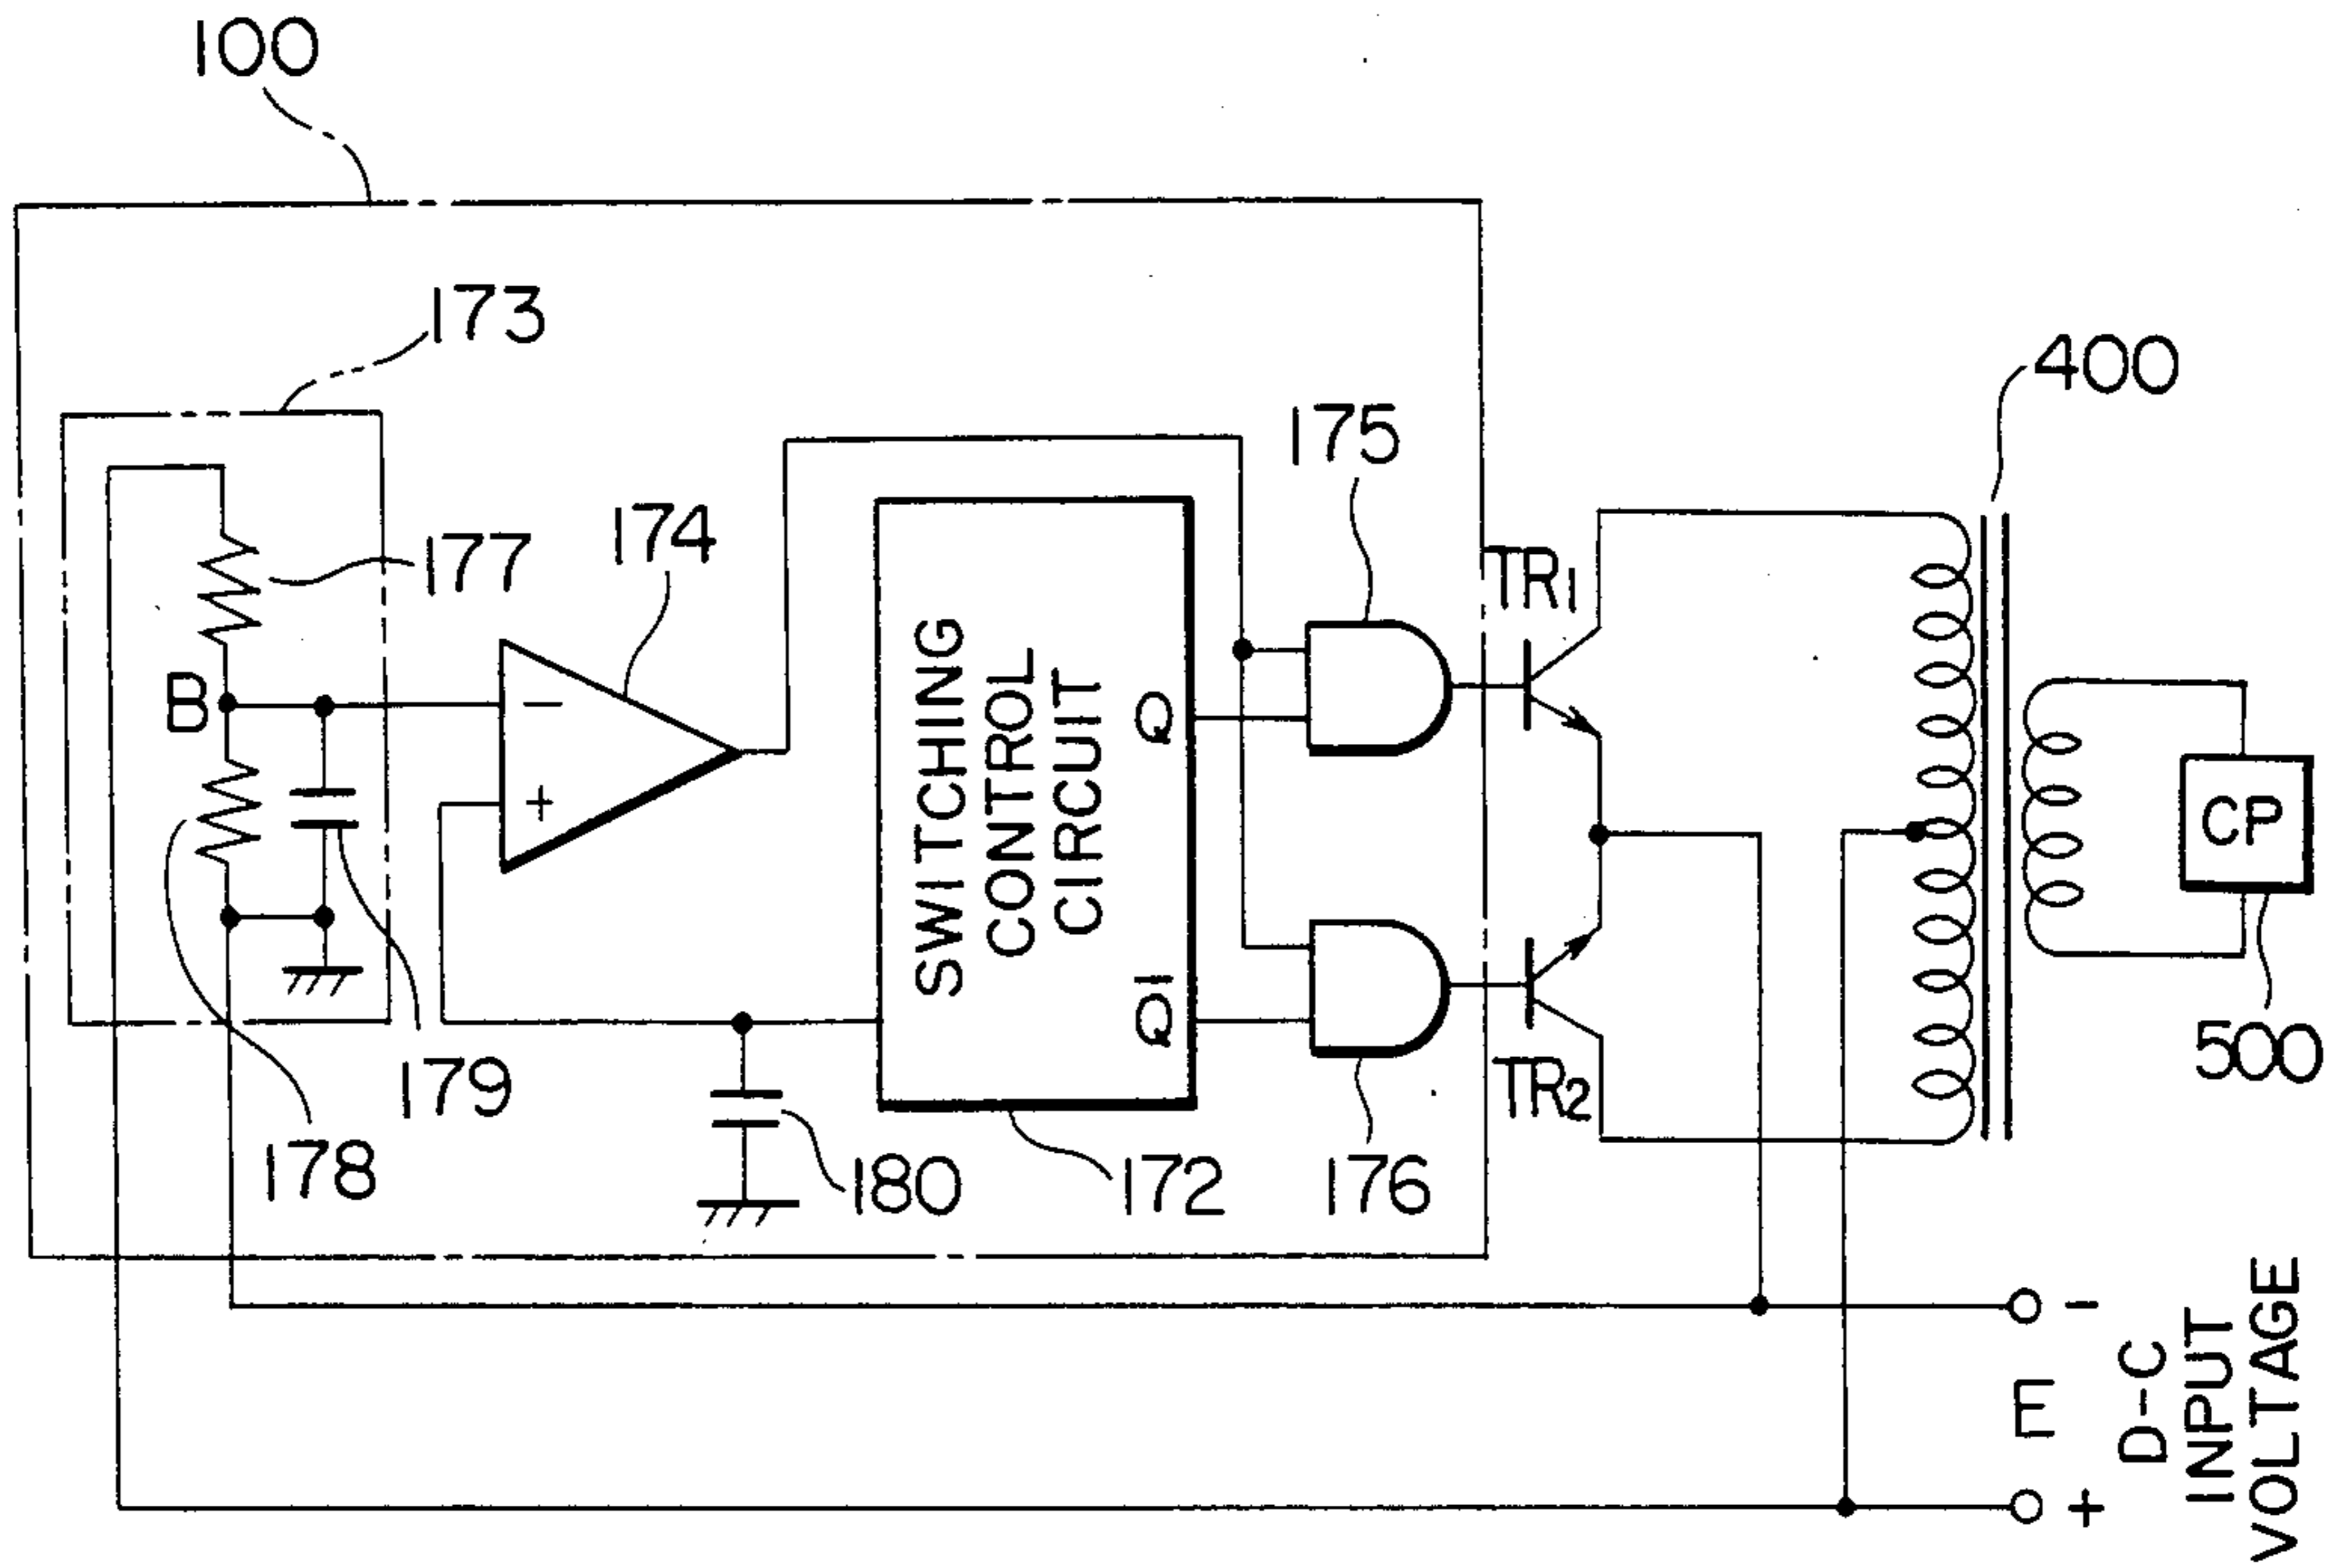 100
173
400
175
177
174
TR1
B
−
+
SWITCHING
CONTROL
CIRCUIT
Q
Q̅
CP
500
179
178
180
172
176
TR2
−
E
D-C
INPUT
VOLTAGE
+